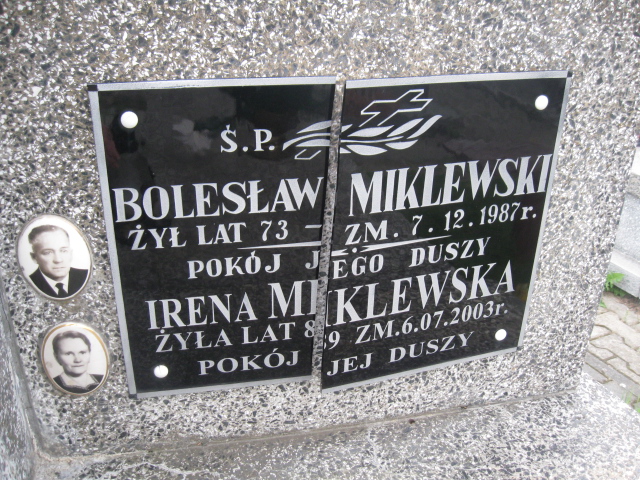 Ś.P.
BOLESŁAW MIKLEWSKI
ŻYŁ LAT 73 – ZM. 7. 12. 1987r.
POKÓJ JEGO DUSZY
IRENA MIKLEWSKA
ŻYŁA LAT 89 ZM.6.07.2003r.
POKÓJ JEJ DUSZY